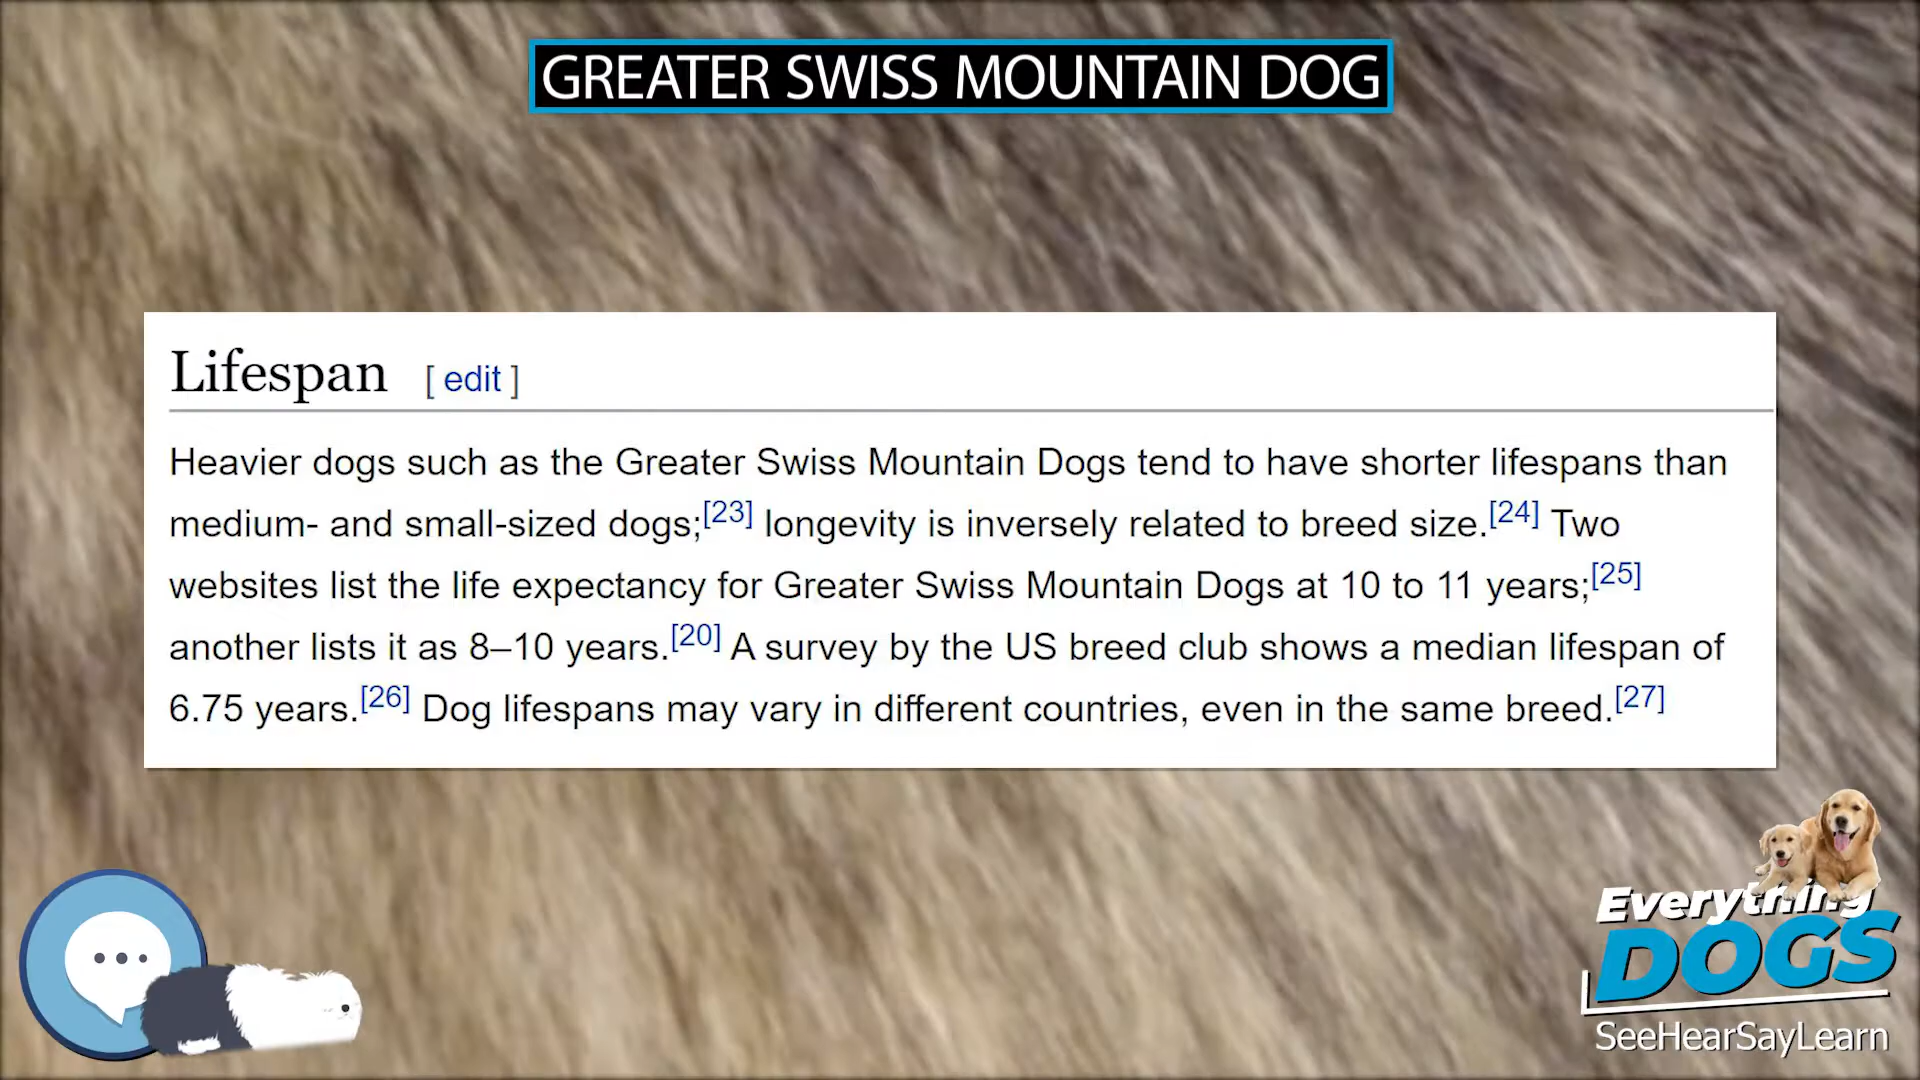 GREATER SWISS MOUNTAIN DOG
Lifespan [ edit ]
Heavier dogs such as the Greater Swiss Mountain Dogs tend to have shorter lifespans than
medium- and small-sized dogs;[23] longevity is inversely related to breed size.[24] Two
websites list the life expectancy for Greater Swiss Mountain Dogs at 10 to 11 years;[25]
another lists it as 8–10 years.[20] A survey by the US breed club shows a median lifespan of
6.75 years.[26] Dog lifespans may vary in different countries, even in the same breed.[27]
Everything
DOGS
SeeHearSayLearn